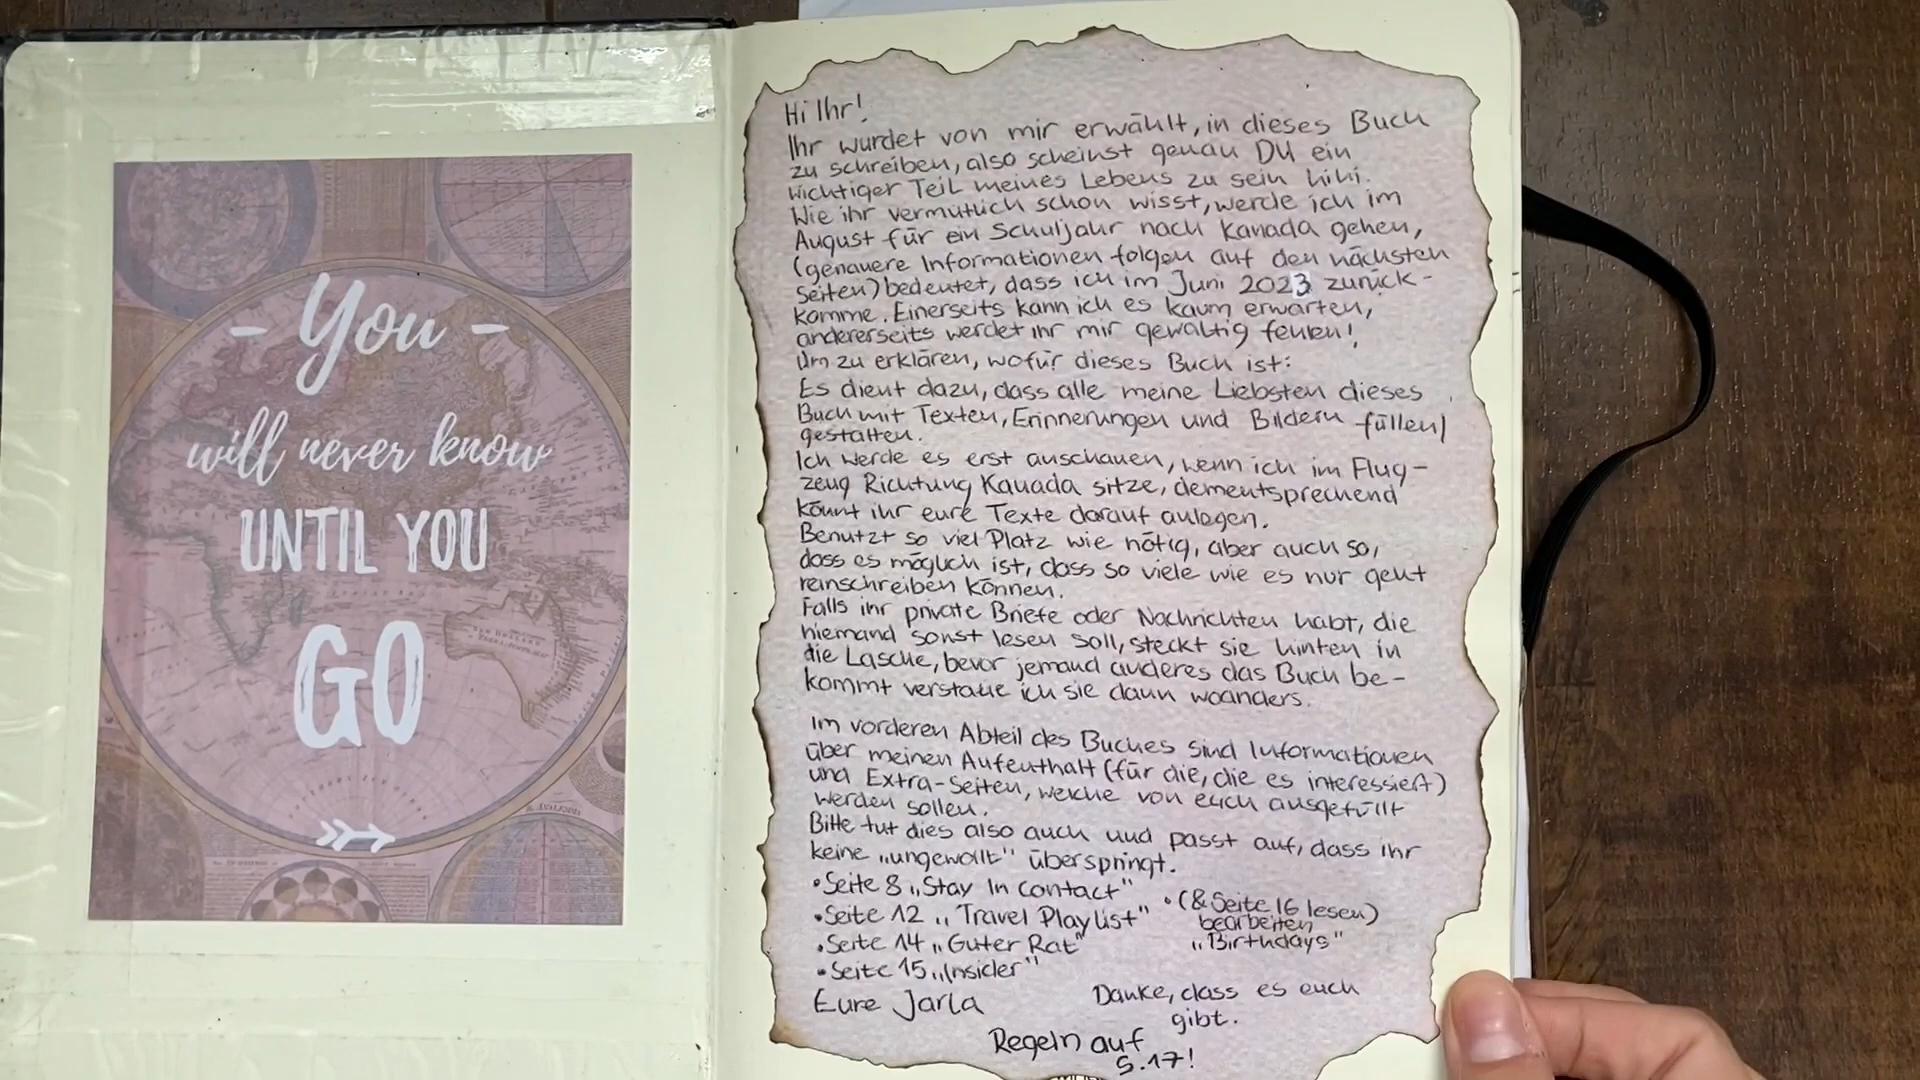 - You -
will never know
UNTIL YOU
GO
Hi Ihr!
Ihr wurdet von mir erwählt, in dieses Buch
zu schreiben, also scheinst genau DU ein
wichtiger Teil meines Lebens zu sein hihi.
Wie ihr vermutlich schon wisst, werde ich im
August für ein Schuljahr nach Kanada gehen,
(genauere Informationen folgen auf den nächsten
Seiten) bedeutet, dass ich im Juni 2023 zurück-
komme. Einerseits kann ich es kaum erwarten,
andererseits werdet ihr mir gewaltig fehlen!
Um zu erklären, wofür dieses Buch ist:
Es dient dazu, dass alle meine Liebsten dieses
Buch mit Texten, Erinnerungen und Bildern füllen/
gestalten.
Ich werde es erst anschauen, wenn ich im Flug-
zeug Richtung Kanada sitze, dementsprechend
könnt ihr eure Texte darauf anlegen.
Benutzt so viel Platz wie nötig, aber auch so,
dass es möglich ist, dass so viele wie es nur geht
reinschreiben können.
Falls ihr private Briefe oder Nachrichten habt, die
niemand sonst lesen soll, steckt sie hinten in
die Lasche, bevor jemand anderes das Buch be-
kommt verstaue ich sie dann woanders.
Im vorderen Abteil des Buches sind Informationen
über meinen Aufenthalt (für die, die es interessiert)
und Extra-Seiten, welche von euch ausgefüllt
werden sollen.
Bitte tut dies also auch und passt auf, dass ihr
keine „ungewollt" überspringt.
• Seite 8 „Stay In contact"
• Seite 12 „Travel Playlist"
• Seite 14 „Guter Rat"
• Seite 15 „Insider"
• (& Seite 16 lesen)
bearbeiten
„Birthdays"
Eure Jarla
Danke, dass es euch
gibt.
Regeln auf
S. 17!
NEW HOLLAND